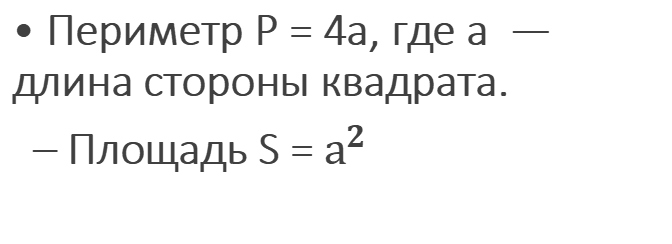 • Периметр P = 4a, где a —
длина стороны квадрата.
– Площадь S = a²